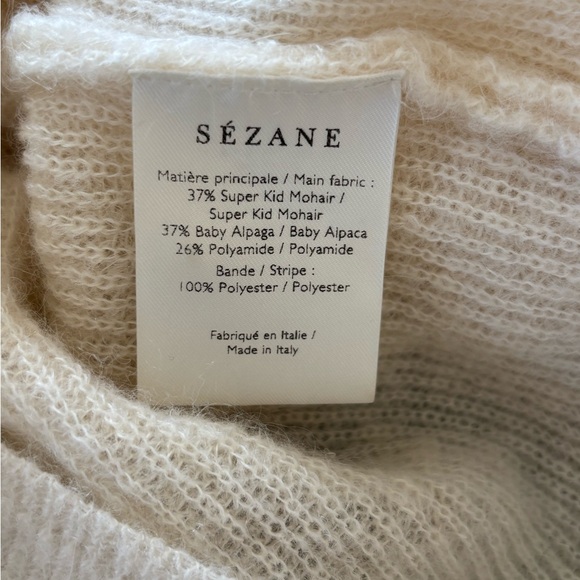 SÉZANE
Matière principale / Main fabric :
37% Super Kid Mohair /
Super Kid Mohair
37% Baby Alpaga / Baby Alpaca
26% Polyamide / Polyamide
Bande / Stripe :
100% Polyester / Polyester
Fabriqué en Italie /
Made in Italy